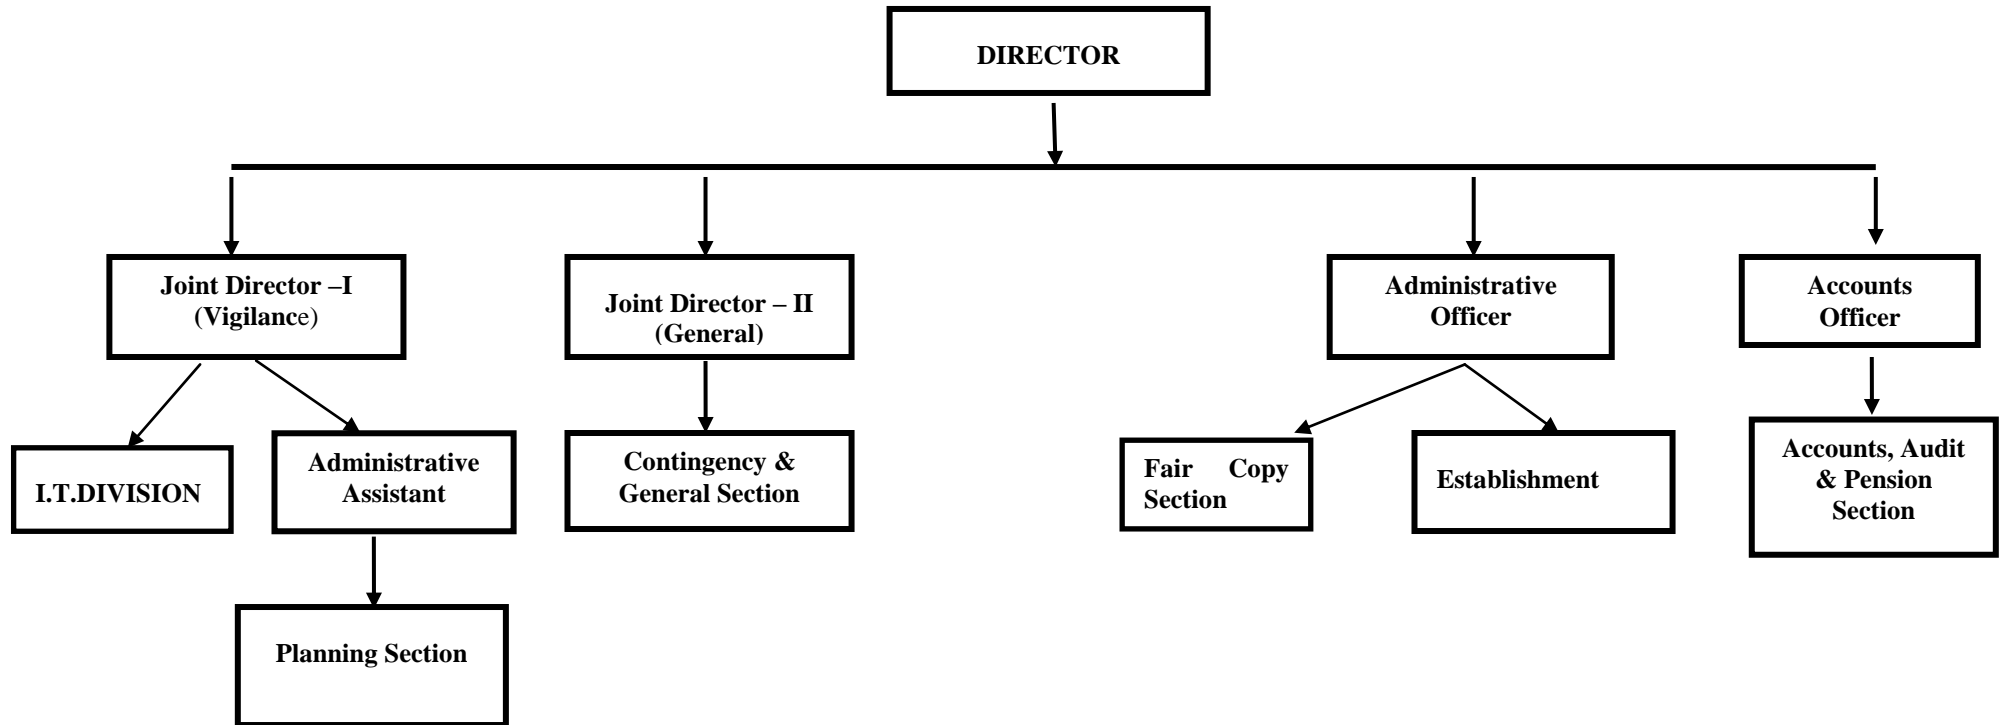 DIRECTOR
Joint Director –I
(Vigilance)
Joint Director – II
(General)
Administrative
Officer
Accounts
Officer
I.T.DIVISION
Administrative
Assistant
Contingency &
General Section
Fair Copy
Section
Establishment
Accounts, Audit
& Pension
Section
Planning Section